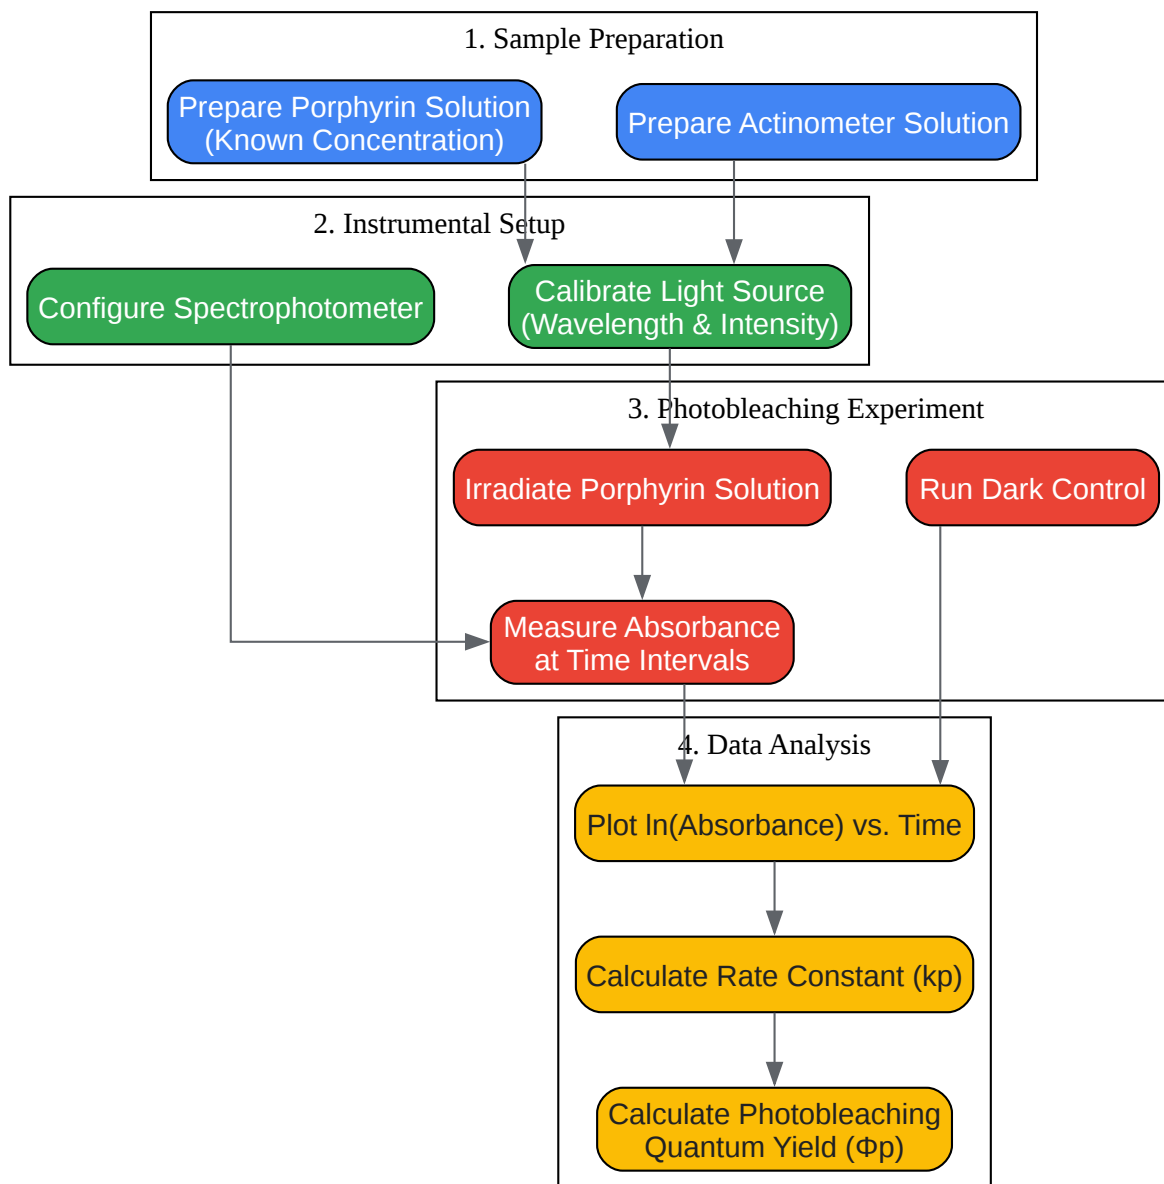 1. Sample Preparation
Prepare Porphyrin Solution
(Known Concentration)
Prepare Actinometer Solution
2. Instrumental Setup
Configure Spectrophotometer
Calibrate Light Source
(Wavelength & Intensity)
3. Photobleaching Experiment
Irradiate Porphyrin Solution
Run Dark Control
Measure Absorbance
at Time Intervals
4. Data Analysis
Plot ln(Absorbance) vs. Time
Calculate Rate Constant (kp)
Calculate Photobleaching
Quantum Yield (Φp)